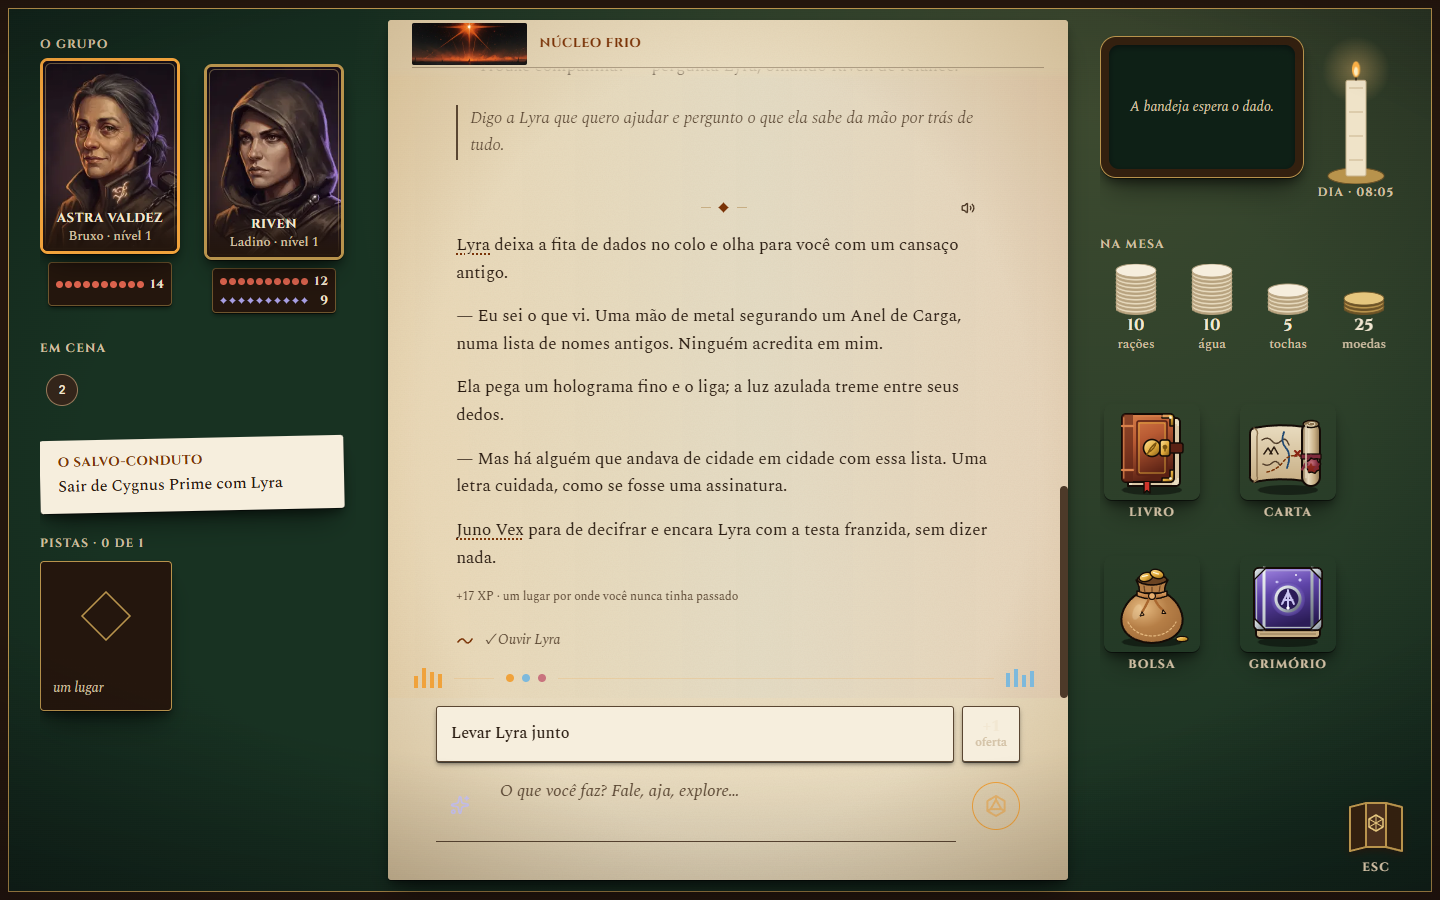 O GRUPO
ASTRA VALDEZ
Bruxo · nível 1
14
RIVEN
Ladino · nível 1
12
9
EM CENA
2
O SALVO-CONDUTO
Sair de Cygnus Prime com Lyra
PISTAS · 0 DE 1
um lugar
NÚCLEO FRIO
Digo a Lyra que quero ajudar e pergunto o que ela sabe da mão por trás de
tudo.
Lyra deixa a fita de dados no colo e olha para você com um cansaço
antigo.
— Eu sei o que vi. Uma mão de metal segurando um Anel de Carga,
numa lista de nomes antigos. Ninguém acredita em mim.
Ela pega um holograma fino e o liga; a luz azulada treme entre seus
dedos.
— Mas há alguém que andava de cidade em cidade com essa lista. Uma
letra cuidada, como se fosse uma assinatura.
Juno Vex para de decifrar e encara Lyra com a testa franzida, sem dizer
nada.
+17 XP · um lugar por onde você nunca tinha passado
✓Ouvir Lyra
Levar Lyra junto
oferta
O que você faz? Fale, aja, explore...
A bandeja espera o dado.
DIA · 08:05
NA MESA
10
rações
10
água
5
tochas
25
moedas
LIVRO
CARTA
BOLSA
GRIMÓRIO
ESC